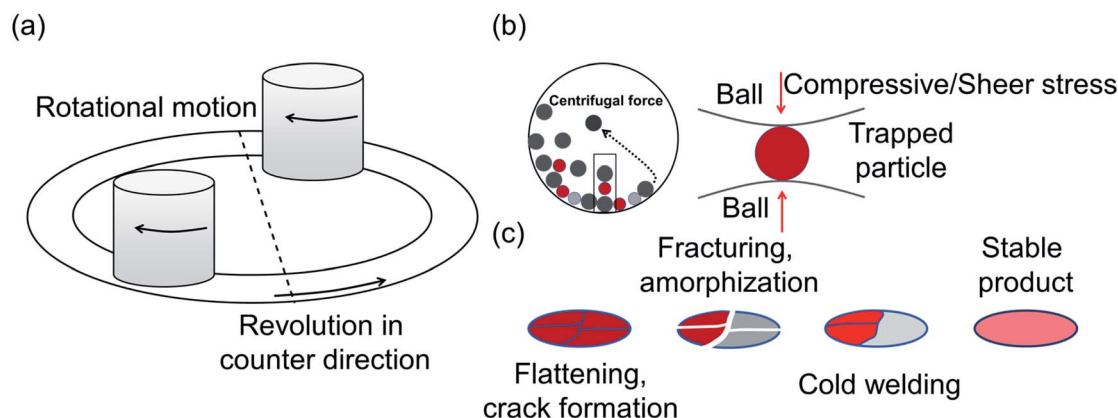 (a)
Rotational motion
Revolution in
counter direction
(b)
Centrifugal force
Ball
Compressive/Sheer stress
Trapped
particle
Ball
(c)
Fracturing,
amorphization
Stable
product
Flattening,
crack formation
Cold welding